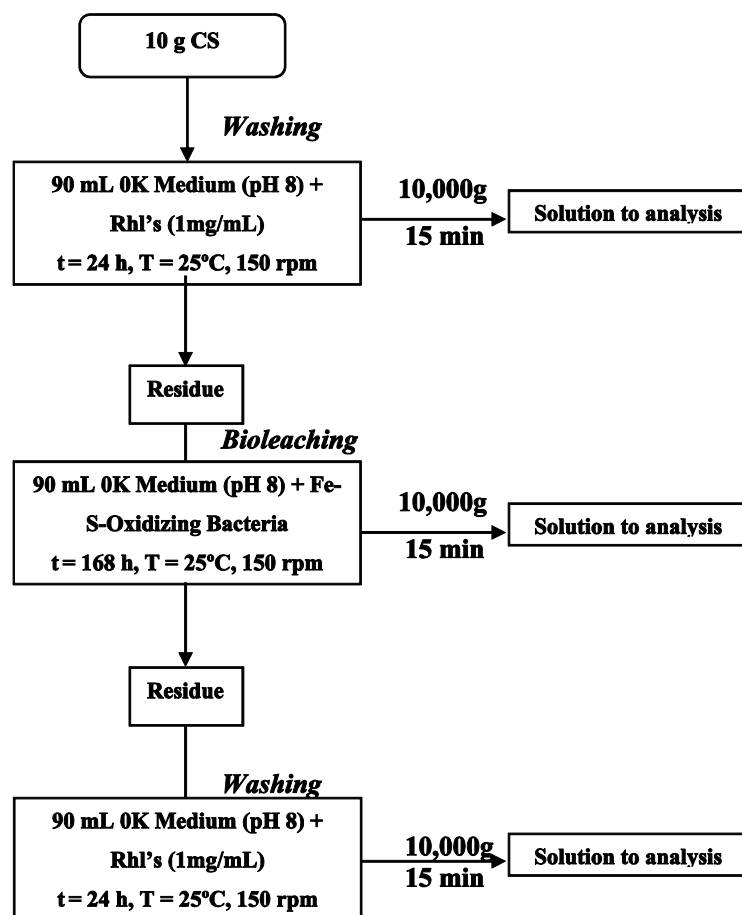 10 g CS
Washing
90 mL 0K Medium (pH 8) +
Rhl's (1mg/mL)
t = 24 h, T = 25ºC, 150 rpm
10,000g
15 min
Solution to analysis
Residue
Bioleaching
90 mL 0K Medium (pH 8) + Fe-
S-Oxidizing Bacteria
t = 168 h, T = 25ºC, 150 rpm
10,000g
15 min
Solution to analysis
Residue
Washing
90 mL 0K Medium (pH 8) +
Rhl's (1mg/mL)
t = 24 h, T = 25ºC, 150 rpm
10,000g
15 min
Solution to analysis